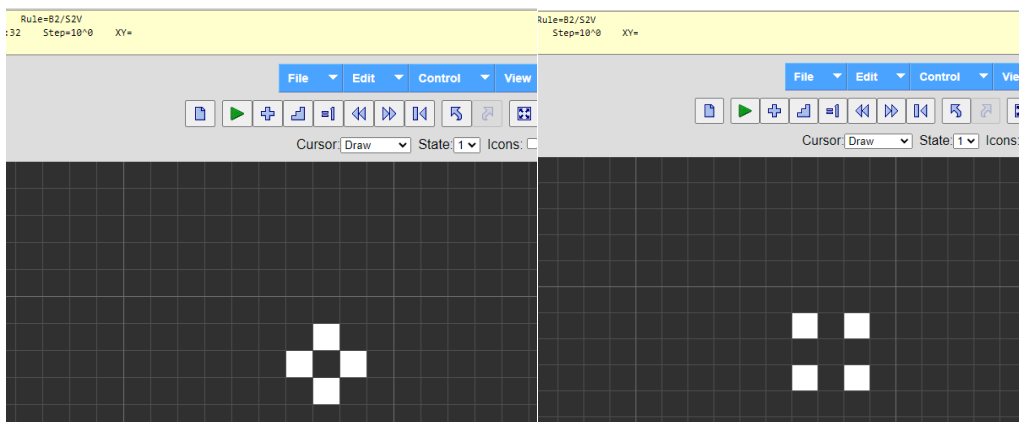 Rule=B2/S2V
:32 Step=10^0 XY=
File Edit Control View
Cursor: Draw State: 1 Icons:
Rule=B2/S2V
Step=10^0 XY=
File Edit Control Vie
Cursor: Draw State: 1 Icons: